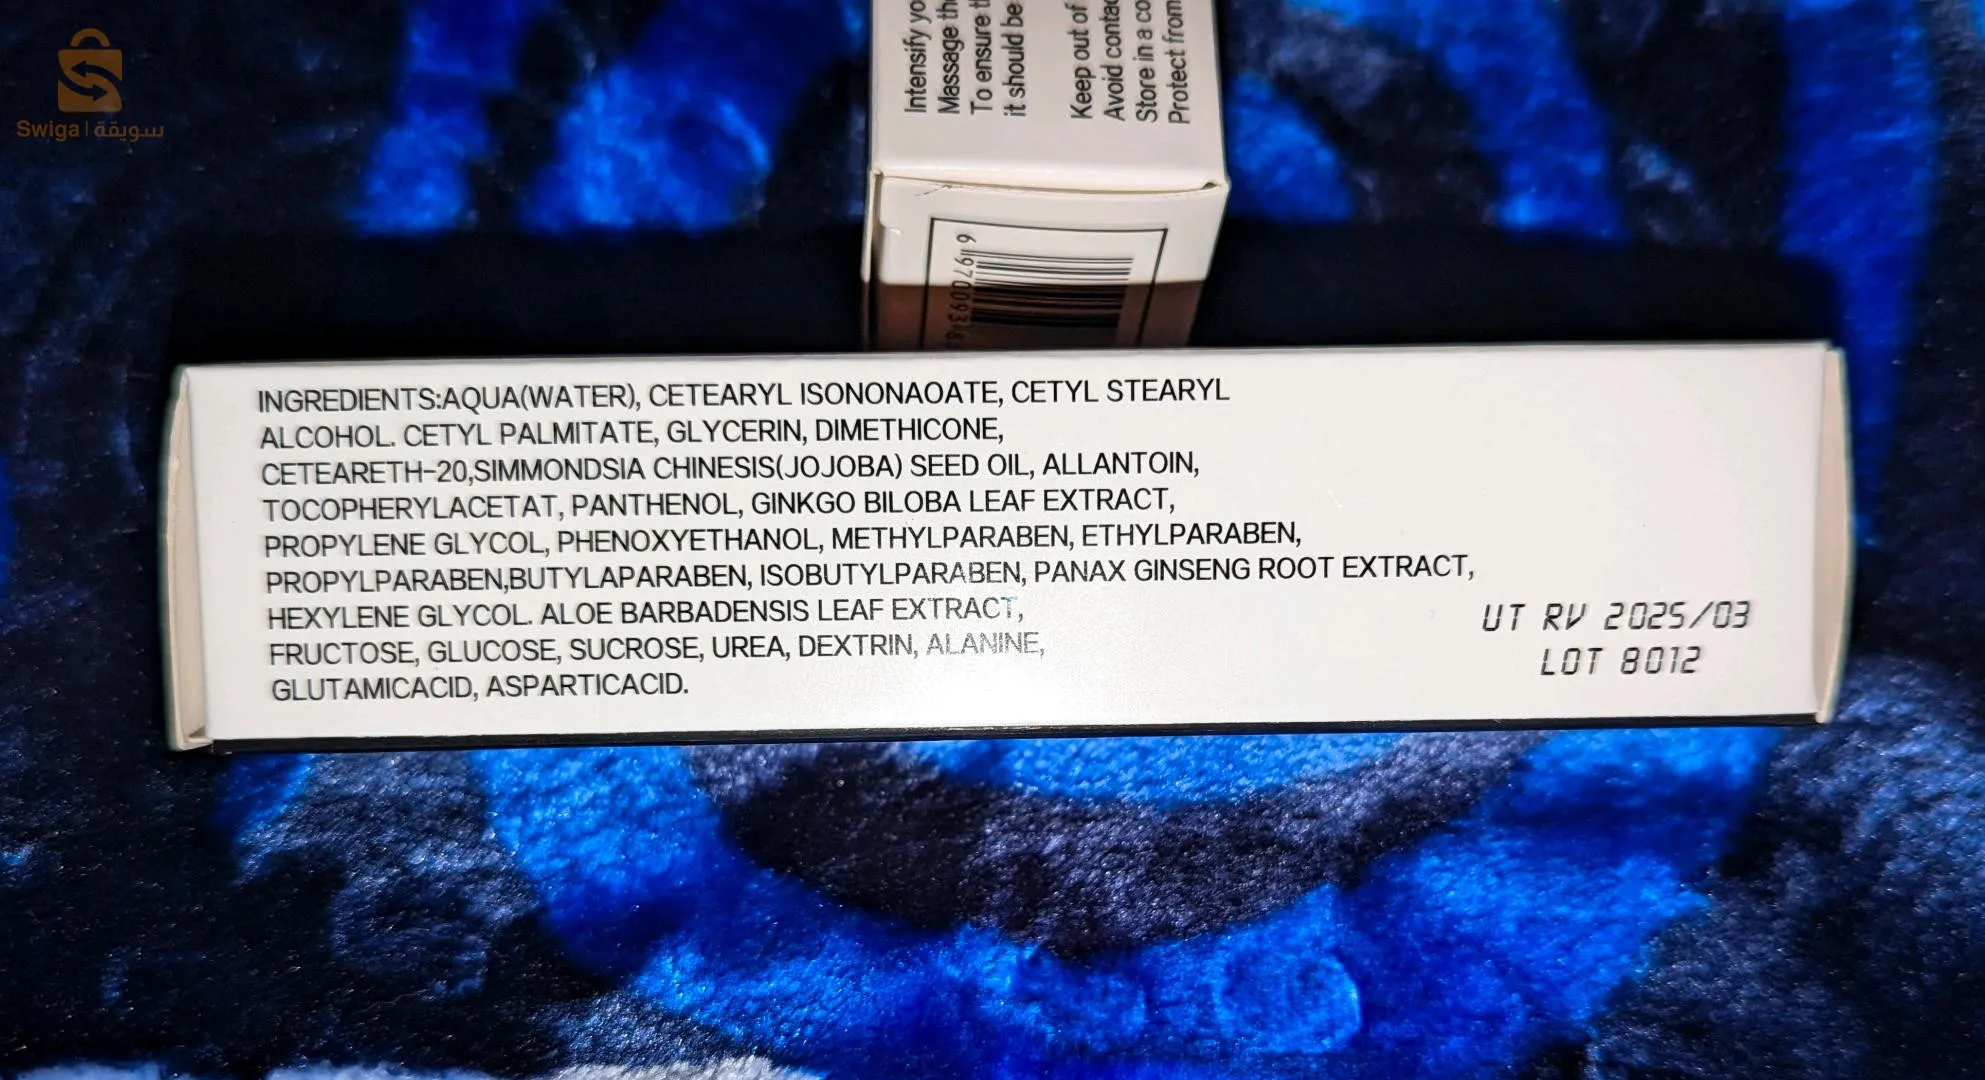 Swiga | سويقة
Intensify yo
Massage the
To ensure t
it should be
Keep out of
Avoid contac
Store in a co
Protect from
INGREDIENTS:AQUA(WATER), CETEARYL ISONONAOATE, CETYL STEARYL
ALCOHOL. CETYL PALMITATE, GLYCERIN, DIMETHICONE,
CETEARETH-20,SIMMONDSIA CHINESIS(JOJOBA) SEED OIL, ALLANTOIN,
TOCOPHERYLACETAT, PANTHENOL, GINKGO BILOBA LEAF EXTRACT,
PROPYLENE GLYCOL, PHENOXYETHANOL, METHYLPARABEN, ETHYLPARABEN,
PROPYLPARABEN,BUTYLAPARABEN, ISOBUTYLPARABEN, PANAX GINSENG ROOT EXTRACT,
HEXYLENE GLYCOL. ALOE BARBADENSIS LEAF EXTRACT,
FRUCTOSE, GLUCOSE, SUCROSE, UREA, DEXTRIN, ALANINE,
GLUTAMICACID, ASPARTICACID.
UT RV 2025/03
LOT 8012